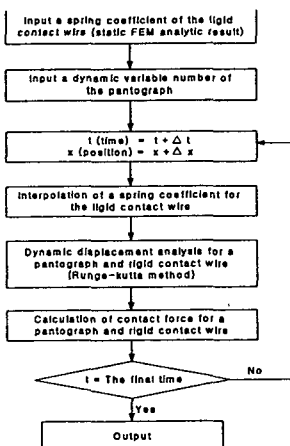 Input a spring coefficient of the ligid
contact wire (static FEM analytic result)
Input a dynamic variable number of
the pantograph
t (time) = t + Δ t
x (position) = x + Δ x
Interpolation of a spring coefficient for
the ligid contact wire
Dynamic displacement analysis for a
pantograph and rigid contact wire
(Runge-kutta method)
Calculation of contact force for a
pantograph and rigid contact wire
t = The final time
No
Yes
Output